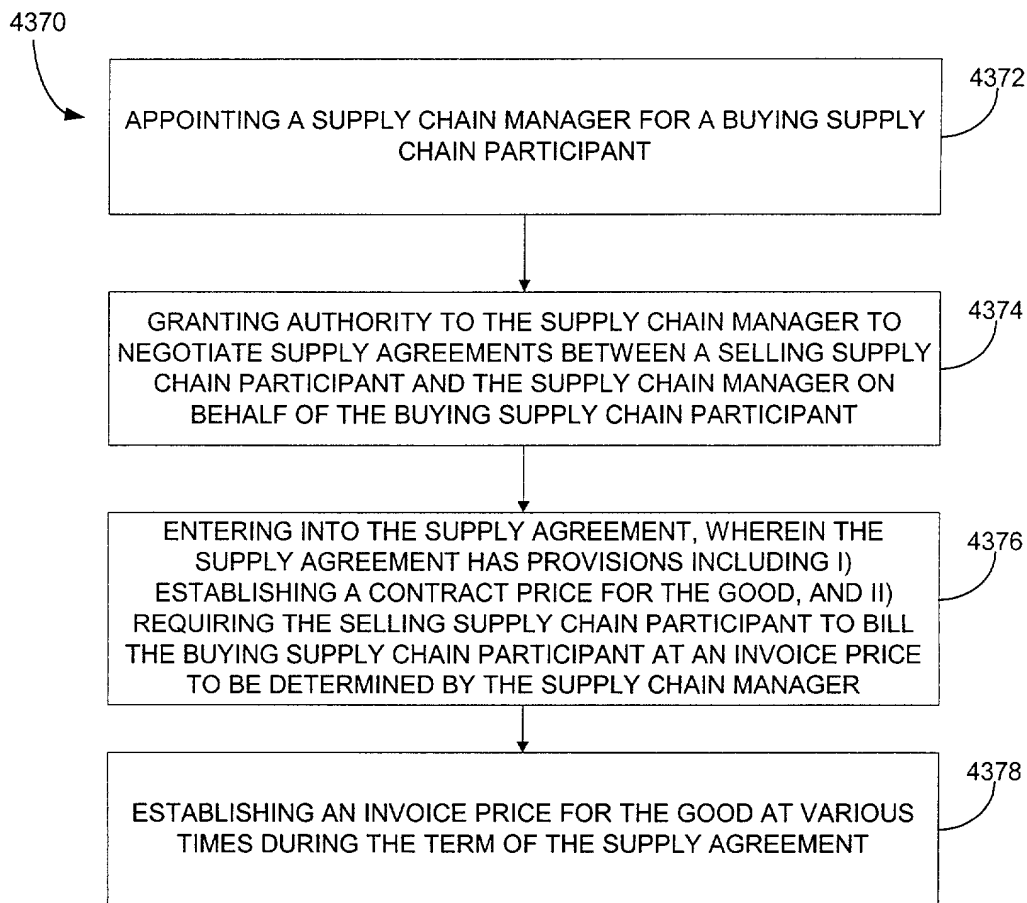 4370
4372
APPOINTING A SUPPLY CHAIN MANAGER FOR A BUYING SUPPLY
CHAIN PARTICIPANT
4374
GRANTING AUTHORITY TO THE SUPPLY CHAIN MANAGER TO
NEGOTIATE SUPPLY AGREEMENTS BETWEEN A SELLING SUPPLY
CHAIN PARTICIPANT AND THE SUPPLY CHAIN MANAGER ON
BEHALF OF THE BUYING SUPPLY CHAIN PARTICIPANT
4376
ENTERING INTO THE SUPPLY AGREEMENT, WHEREIN THE
SUPPLY AGREEMENT HAS PROVISIONS INCLUDING I)
ESTABLISHING A CONTRACT PRICE FOR THE GOOD, AND II)
REQUIRING THE SELLING SUPPLY CHAIN PARTICIPANT TO BILL
THE BUYING SUPPLY CHAIN PARTICIPANT AT AN INVOICE PRICE
TO BE DETERMINED BY THE SUPPLY CHAIN MANAGER
4378
ESTABLISHING AN INVOICE PRICE FOR THE GOOD AT VARIOUS
TIMES DURING THE TERM OF THE SUPPLY AGREEMENT